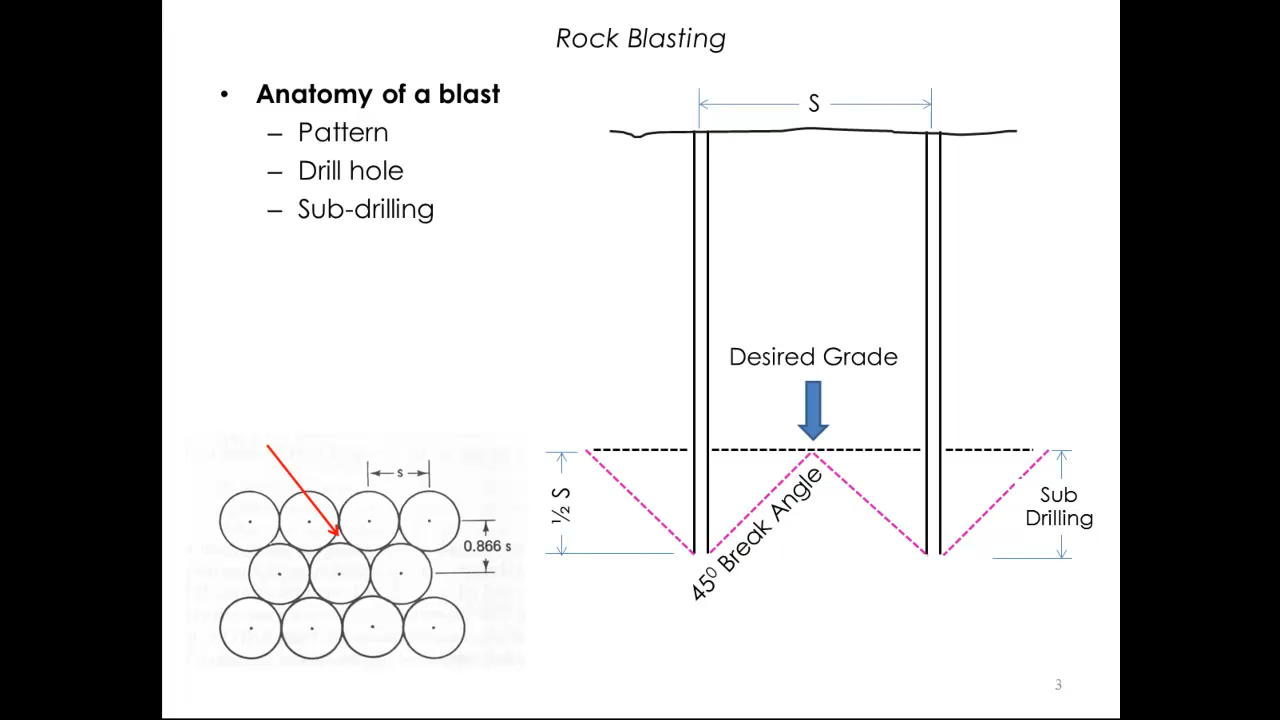 Rock Blasting
• Anatomy of a blast
– Pattern
– Drill hole
– Sub-drilling
S
Desired Grade
½ S
45⁰ Break Angle
Sub
Drilling
s
0.866 s
3